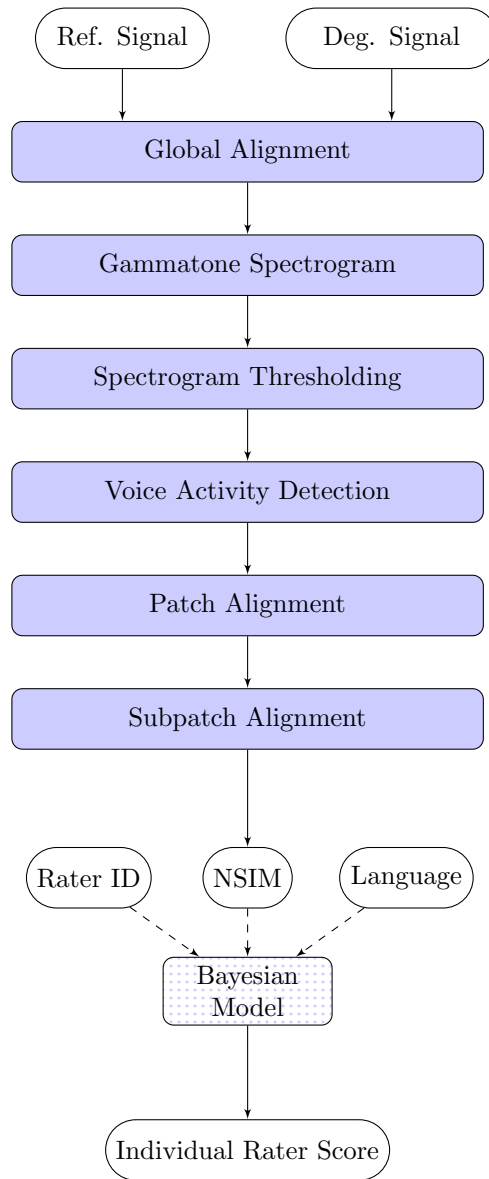 Ref. Signal
Deg. Signal
Global Alignment
Gammatone Spectrogram
Spectrogram Thresholding
Voice Activity Detection
Patch Alignment
Subpatch Alignment
Rater ID
NSIM
Language
Bayesian
Model
Individual Rater Score